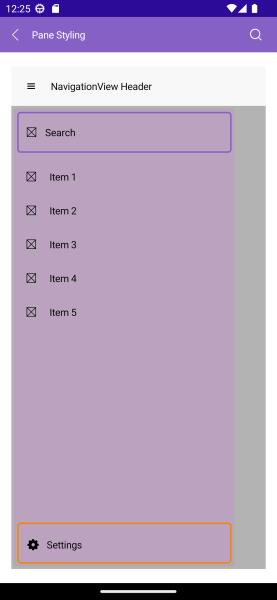 12:25
Pane Styling
NavigationView Header
Search
Item 1
Item 2
Item 3
Item 4
Item 5
Settings